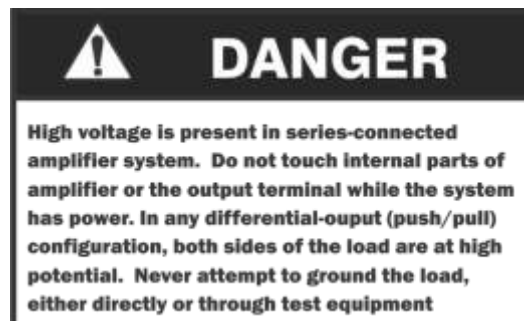 DANGER
High voltage is present in series-connected
amplifier system. Do not touch internal parts of
amplifier or the output terminal while the system
has power. In any differential-ouput (push/pull)
configuration, both sides of the load are at high
potential. Never attempt to ground the load,
either directly or through test equipment